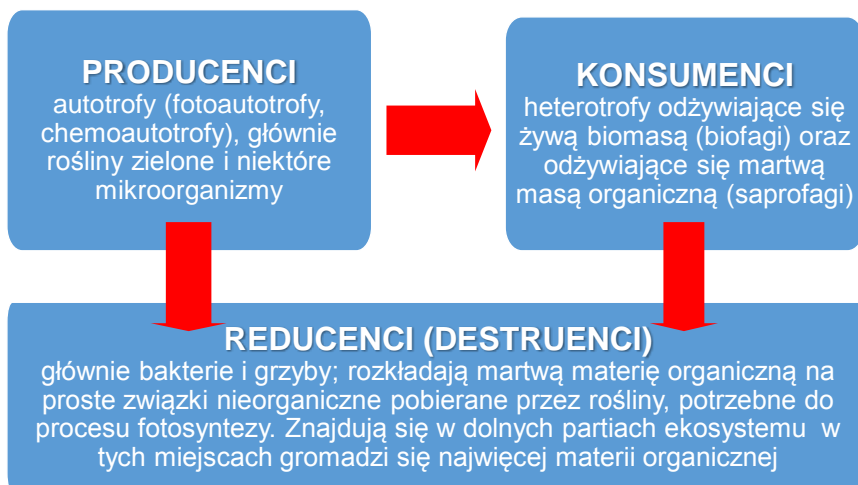 PRODUCENCI
autotrofy (fotoautotrofy,
chemoautotrofy), głównie
rośliny zielone i niektóre
mikroorganizmy
KONSUMENCI
heterotrofy odżywiające się
żywą biomasą (biofagi) oraz
odżywiające się martwą
masą organiczną (saprofagi)
REDUCENCI (DESTRUENCI)
głównie bakterie i grzyby; rozkładają martwą materię organiczną na
proste związki nieorganiczne pobierane przez rośliny, potrzebne do
procesu fotosyntezy. Znajdują się w dolnych partiach ekosystemu w
tych miejscach gromadzi się najwięcej materii organicznej